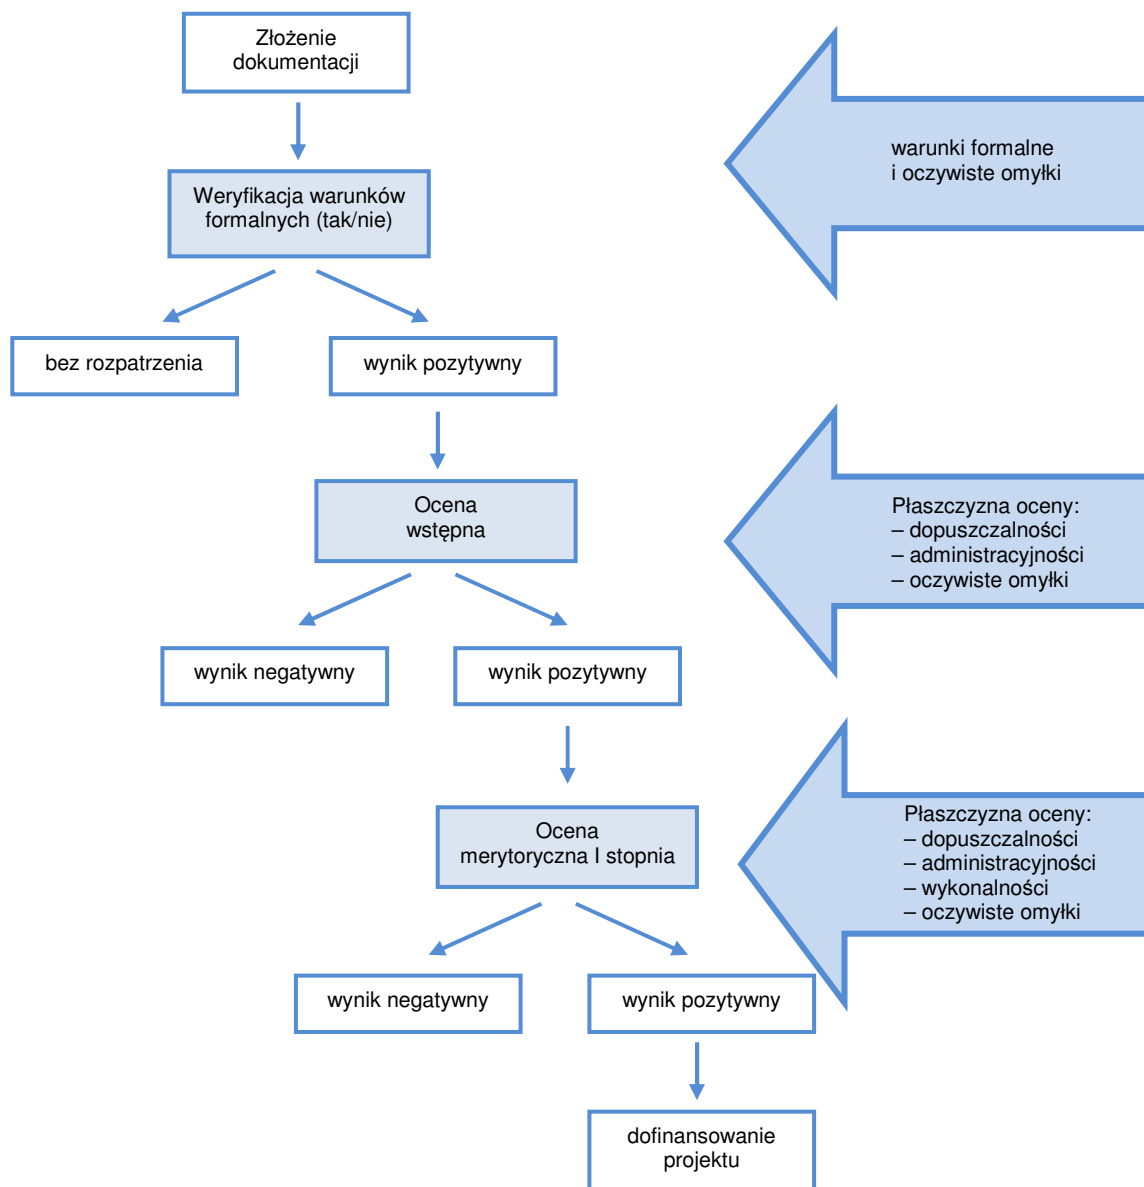 Złożenie
dokumentacji
warunki formalne
i oczywiste omyłki
Weryfikacja warunków
formalnych (tak/nie)
bez rozpatrzenia
wynik pozytywny
Ocena
wstępna
Płaszczyzna oceny:
– dopuszczalności
– administracyjności
– oczywiste omyłki
wynik negatywny
wynik pozytywny
Ocena
merytoryczna I stopnia
Płaszczyzna oceny:
– dopuszczalności
– administracyjności
– wykonalności
– oczywiste omyłki
wynik negatywny
wynik pozytywny
dofinansowanie
projektu